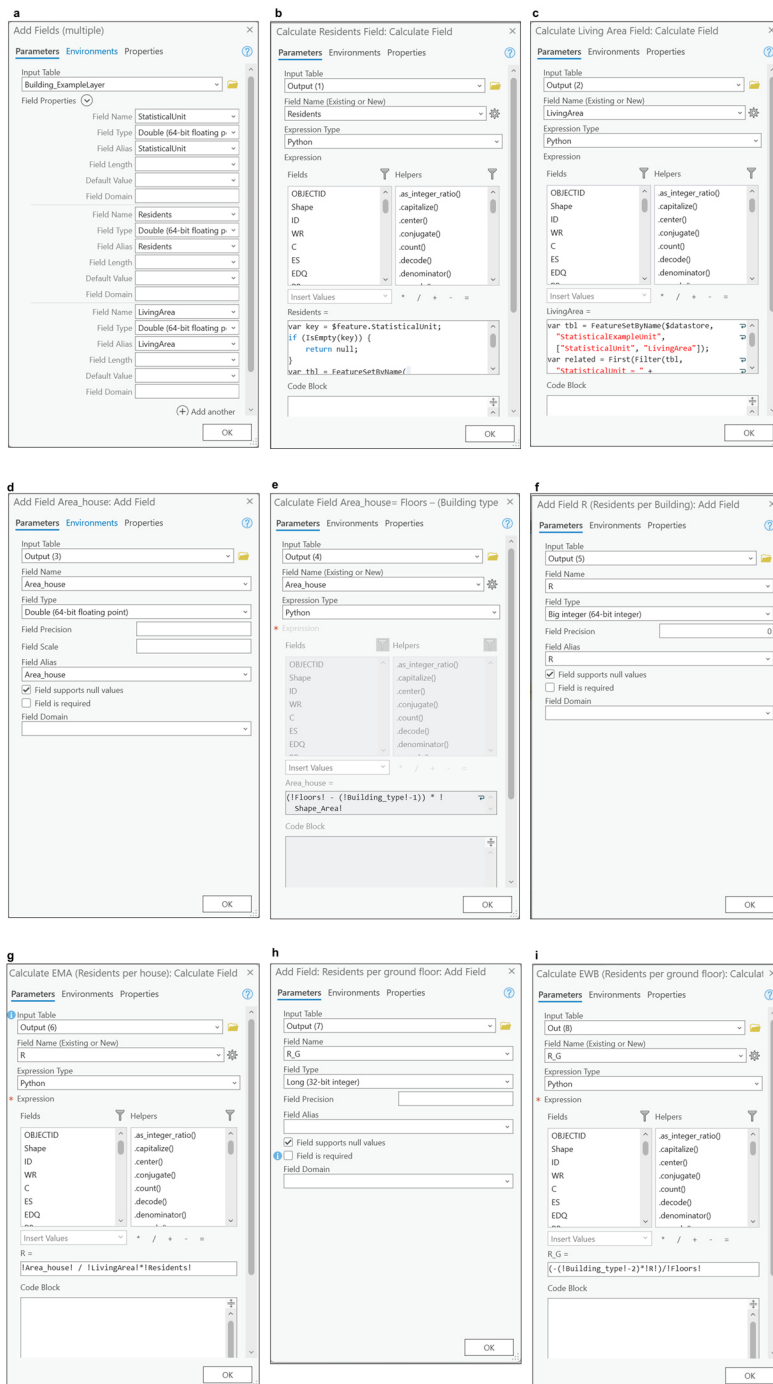 a
Add Fields (multiple)
Parameters Environments Properties
Input Table
Building_ExampleLayer
Field Properties
Field Name StatisticalUnit
Field Type Double (64-bit floating p
Field Alias StatisticalUnit
Field Length
Default Value
Field Domain
Field Name Residents
Field Type Double (64-bit floating p
Field Alias Residents
Field Length
Default Value
Field Domain
Field Name LivingArea
Field Type Double (64-bit floating p
Field Alias LivingArea
Field Length
Default Value
Field Domain
Add another
OK
b
Calculate Residents Field: Calculate Field
Parameters Environments Properties
Input Table
Output (1)
Field Name (Existing or New)
Residents
Expression Type
Python
Expression
Fields Helpers
OBJECTID .as_integer_ratio()
Shape .capitalize()
ID .center()
WR .conjugate()
C .count()
ES .decode()
EDQ .denominator()
Insert Values * / + - =
Residents =
var key = $feature.StatisticalUnit;
if (IsEmpty(key)) {
return null;
}
var tbl = FeatureSetByName(
Code Block
OK
c
Calculate Living Area Field: Calculate Field
Parameters Environments Properties
Input Table
Output (2)
Field Name (Existing or New)
LivingArea
Expression Type
Python
Expression
Fields Helpers
OBJECTID .as_integer_ratio()
Shape .capitalize()
ID .center()
WR .conjugate()
C .count()
ES .decode()
EDQ .denominator()
Insert Values * / + - =
LivingArea =
var tbl = FeatureSetByName($datastore,
"StatisticalExampleUnit",
["StatisticalUnit", "LivingArea"]);
var related = First(Filter(tbl,
"StatisticalUnit = " +
Code Block
OK
d
Add Field Area_house: Add Field
Parameters Environments Properties
Input Table
Output (3)
Field Name
Area_house
Field Type
Double (64-bit floating point)
Field Precision
Field Scale
Field Alias
Area_house
Field supports null values
Field is required
Field Domain
OK
e
Calculate Field Area_house= Floors – (Building type
Parameters Environments Properties
Input Table
Output (4)
Field Name (Existing or New)
Area_house
Expression Type
Python
* Expression
Fields Helpers
OBJECTID .as_integer_ratio()
Shape .capitalize()
ID .center()
WR .conjugate()
C .count()
ES .decode()
EDQ .denominator()
Insert Values * / + - =
Area_house =
(!Floors! - (!Building_type!-1)) * !
Shape_Area!
Code Block
OK
f
Add Field R (Residents per Building): Add Field
Parameters Environments Properties
Input Table
Output (5)
Field Name
R
Field Type
Big integer (64-bit integer)
Field Precision 0
Field Alias
R
Field supports null values
Field is required
Field Domain
OK
g
Calculate EMA (Residents per house): Calculate Field
Parameters Environments Properties
Input Table
Output (6)
Field Name (Existing or New)
R
Expression Type
Python
* Expression
Fields Helpers
OBJECTID .as_integer_ratio()
Shape .capitalize()
ID .center()
WR .conjugate()
C .count()
ES .decode()
EDQ .denominator()
Insert Values * / + - =
R =
!Area_house! / !LivingArea!*!Residents!
Code Block
OK
h
Add Field: Residents per ground floor: Add Field
Parameters Environments Properties
Input Table
Output (7)
Field Name
R_G
Field Type
Long (32-bit integer)
Field Precision
Field Alias
Field supports null values
Field is required
Field Domain
OK
i
Calculate EWB (Residents per ground floor): Calculat
Parameters Environments Properties
Input Table
Out (8)
Field Name (Existing or New)
R_G
Expression Type
Python
* Expression
Fields Helpers
OBJECTID .as_integer_ratio()
Shape .capitalize()
ID .center()
WR .conjugate()
C .count()
ES .decode()
EDQ .denominator()
Insert Values * / + - =
R_G =
(-(!Building_type!-2)*!R!)/!Floors!
Code Block
OK